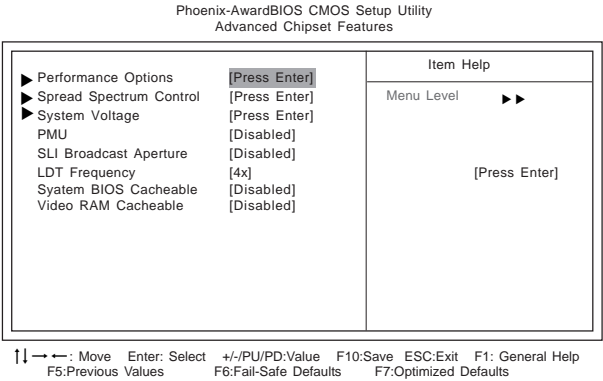 Phoenix-AwardBIOS CMOS Setup Utility
Advanced Chipset Features
Item Help
Performance Options [Press Enter]
Spread Spectrum Control [Press Enter]
Menu Level ▶▶
System Voltage [Press Enter]
PMU [Disabled]
SLI Broadcast Aperture [Disabled]
LDT Frequency [4x]
[Press Enter]
Syatem BIOS Cacheable [Disabled]
Video RAM Cacheable [Disabled]
↑↓→←: Move Enter: Select +/-/PU/PD:Value F10:Save ESC:Exit F1: General Help
F5:Previous Values F6:Fail-Safe Defaults F7:Optimized Defaults